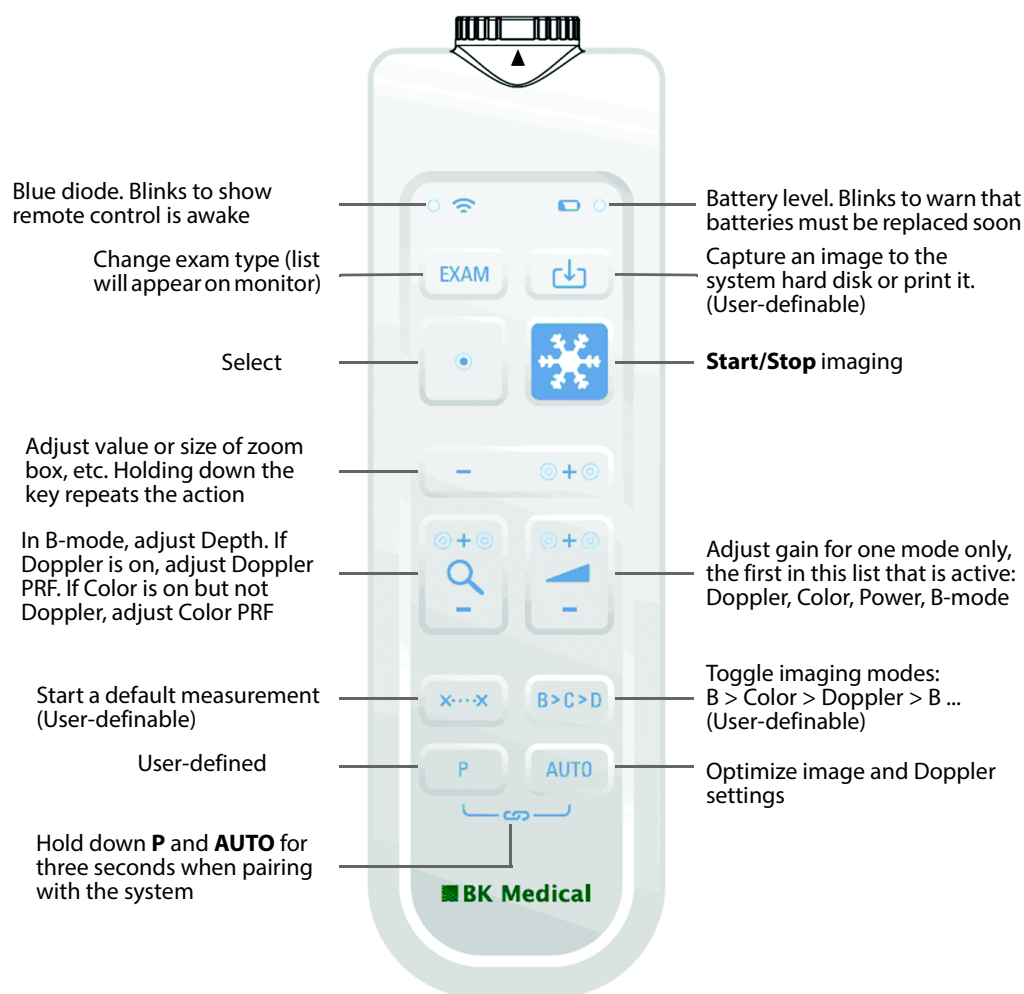 Blue diode. Blinks to show
remote control is awake
Battery level. Blinks to warn that
batteries must be replaced soon
Change exam type (list
will appear on monitor)
EXAM
Capture an image to the
system hard disk or print it.
(User-definable)
Select
Start/Stop imaging
Adjust value or size of zoom
box, etc. Holding down the
key repeats the action
− +
In B-mode, adjust Depth. If
Doppler is on, adjust Doppler
PRF. If Color is on but not
Doppler, adjust Color PRF
+
−
+
−
Adjust gain for one mode only,
the first in this list that is active:
Doppler, Color, Power, B-mode
Start a default measurement
(User-definable)
x····x
B>C>D
Toggle imaging modes:
B > Color > Doppler > B ...
(User-definable)
User-defined
P
AUTO
Optimize image and Doppler
settings
Hold down P and AUTO for
three seconds when pairing
with the system
BK Medical